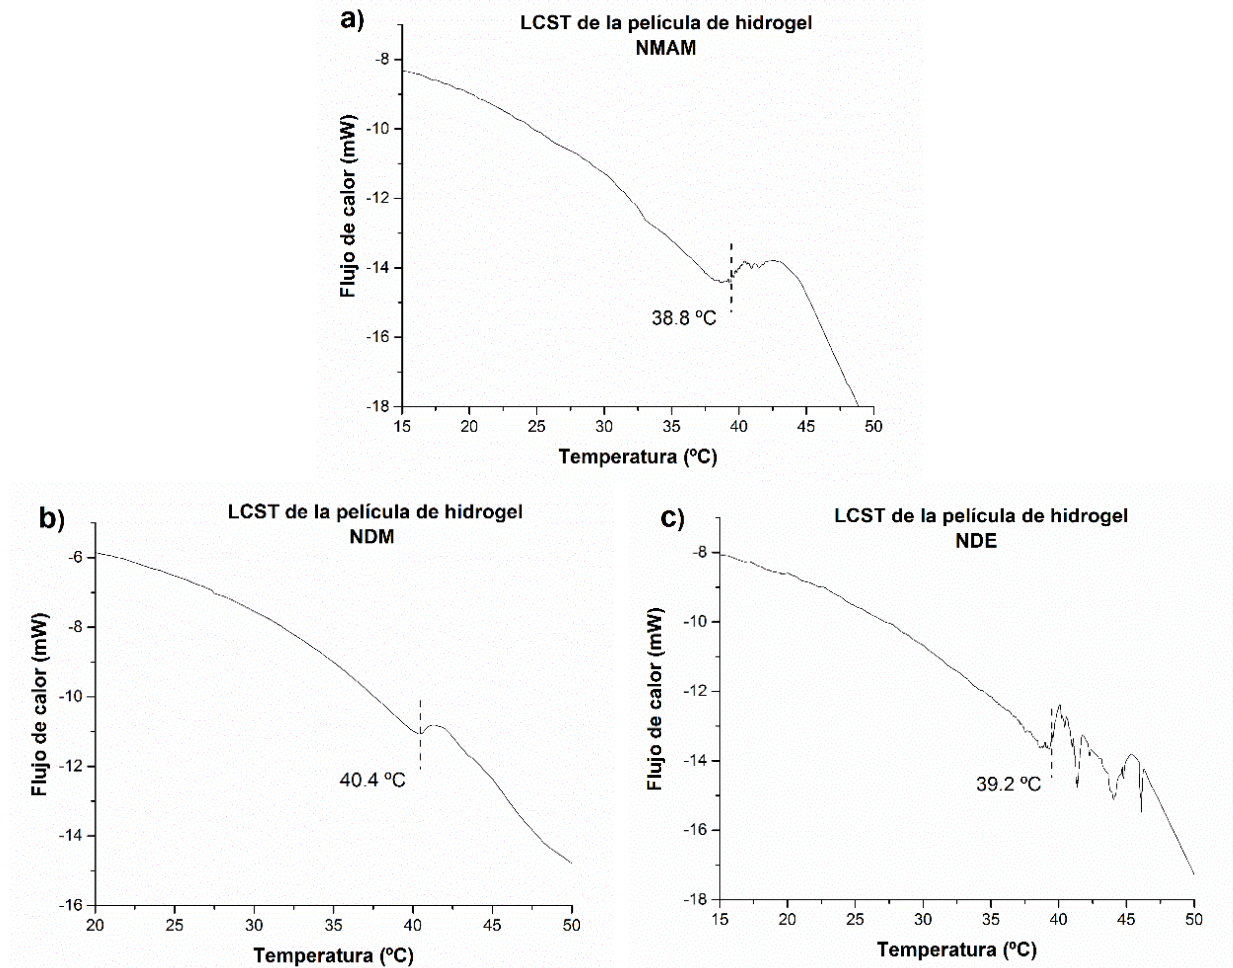 a)
LCST de la película de hidrogel
NMAM
Flujo de calor (mW)
-8
-10
-12
-14
-16
-18
38.8 ºC
15 20 25 30 35 40 45 50
Temperatura (ºC)
b)
LCST de la película de hidrogel
NDM
Flujo de calor (mW)
-6
-8
-10
-12
-14
-16
40.4 ºC
20 25 30 35 40 45 50
Temperatura (ºC)
c)
LCST de la película de hidrogel
NDE
Flujo de calor (mW)
-8
-10
-12
-14
-16
-18
39.2 ºC
15 20 25 30 35 40 45 50
Temperatura (ºC)